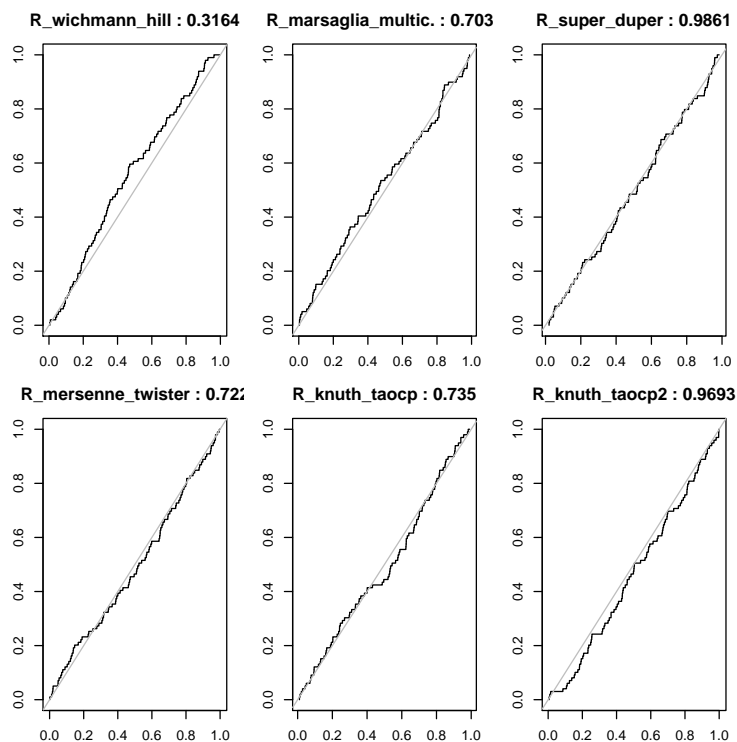 R_wichmann_hill : 0.3164
R_marsaglia_multic. : 0.703
R_super_duper : 0.9861
0.0 0.2 0.4 0.6 0.8 1.0
0.0 0.2 0.4 0.6 0.8 1.0
0.0 0.2 0.4 0.6 0.8 1.0
0.0 0.2 0.4 0.6 0.8 1.0
0.0 0.2 0.4 0.6 0.8 1.0
0.0 0.2 0.4 0.6 0.8 1.0
R_mersenne_twister : 0.722
R_knuth_taocp : 0.735
R_knuth_taocp2 : 0.9693
0.0 0.2 0.4 0.6 0.8 1.0
0.0 0.2 0.4 0.6 0.8 1.0
0.0 0.2 0.4 0.6 0.8 1.0
0.0 0.2 0.4 0.6 0.8 1.0
0.0 0.2 0.4 0.6 0.8 1.0
0.0 0.2 0.4 0.6 0.8 1.0